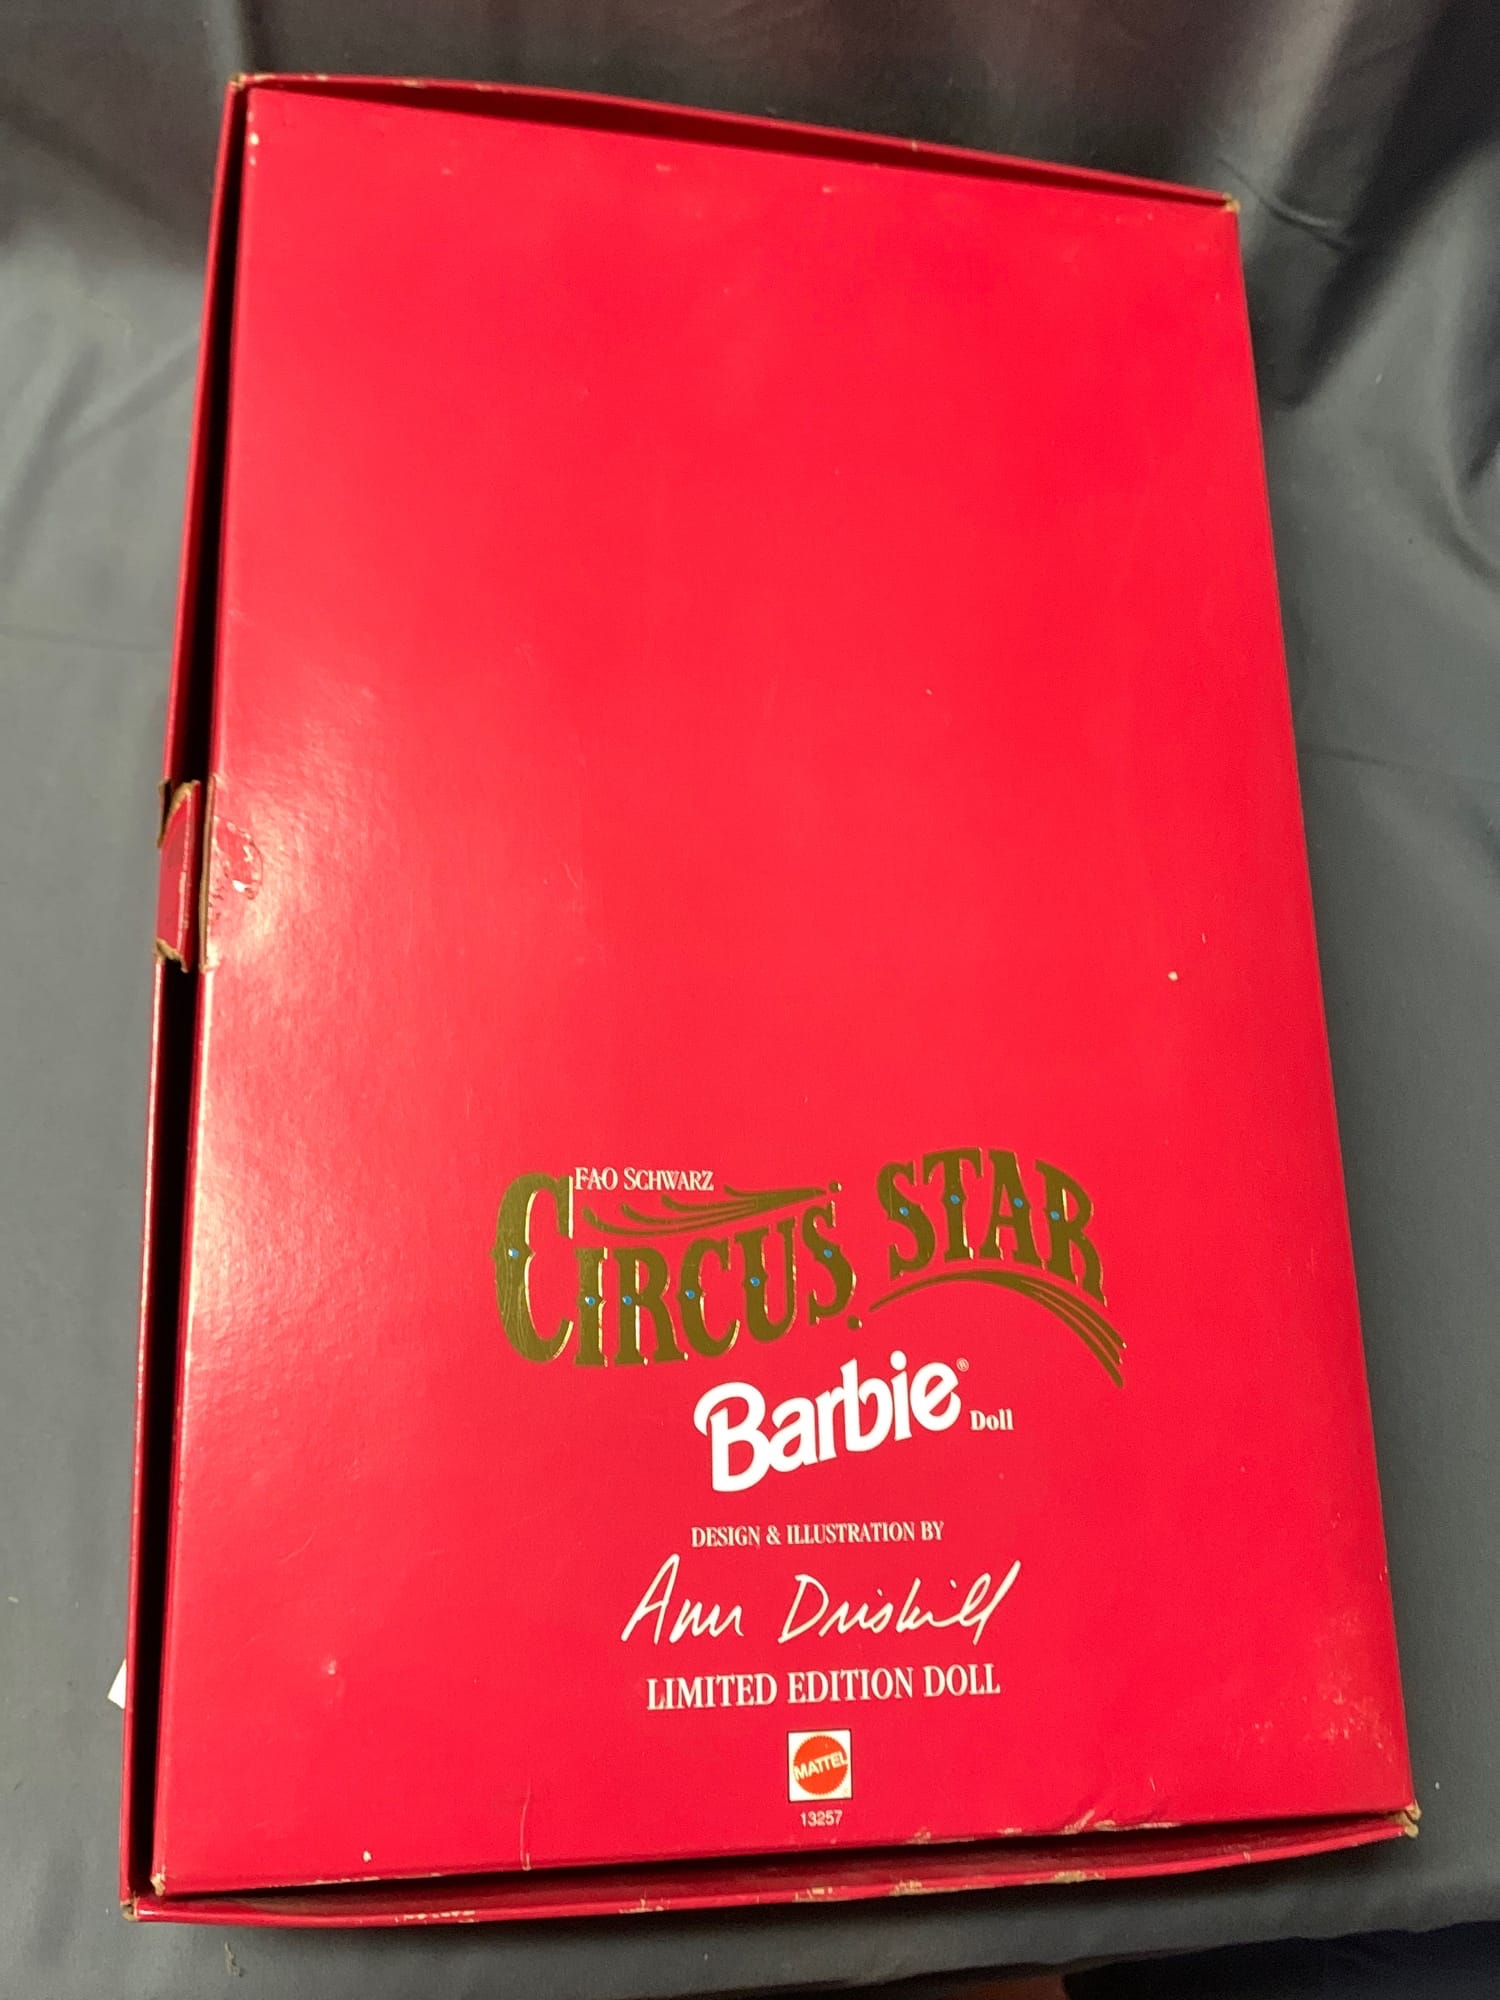 FAO SCHWARZ
CIRCUS STAR
Barbie® Doll
DESIGN & ILLUSTRATION BY
Ann Driskill
LIMITED EDITION DOLL
MATTEL
13257